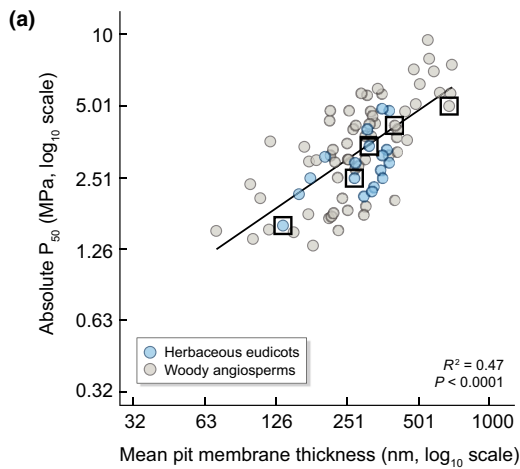 (a)
10
5.01
2.51
1.26
0.63
0.32
Absolute P50 (MPa, log10 scale)
Herbaceous eudicots
Woody angiosperms
R2 = 0.47
P < 0.0001
32 63 126 251 501 1000
Mean pit membrane thickness (nm, log10 scale)